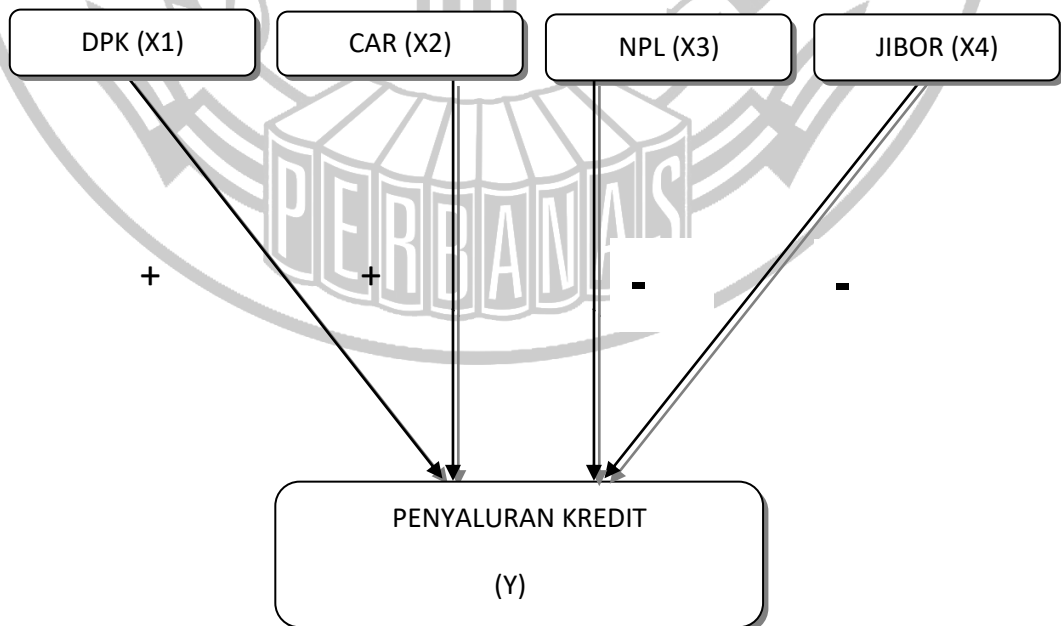 DPK (X1)
CAR (X2)
NPL (X3)
JIBOR (X4)
PERBANAS
+
+
-
-
PENYALURAN KREDIT
(Y)